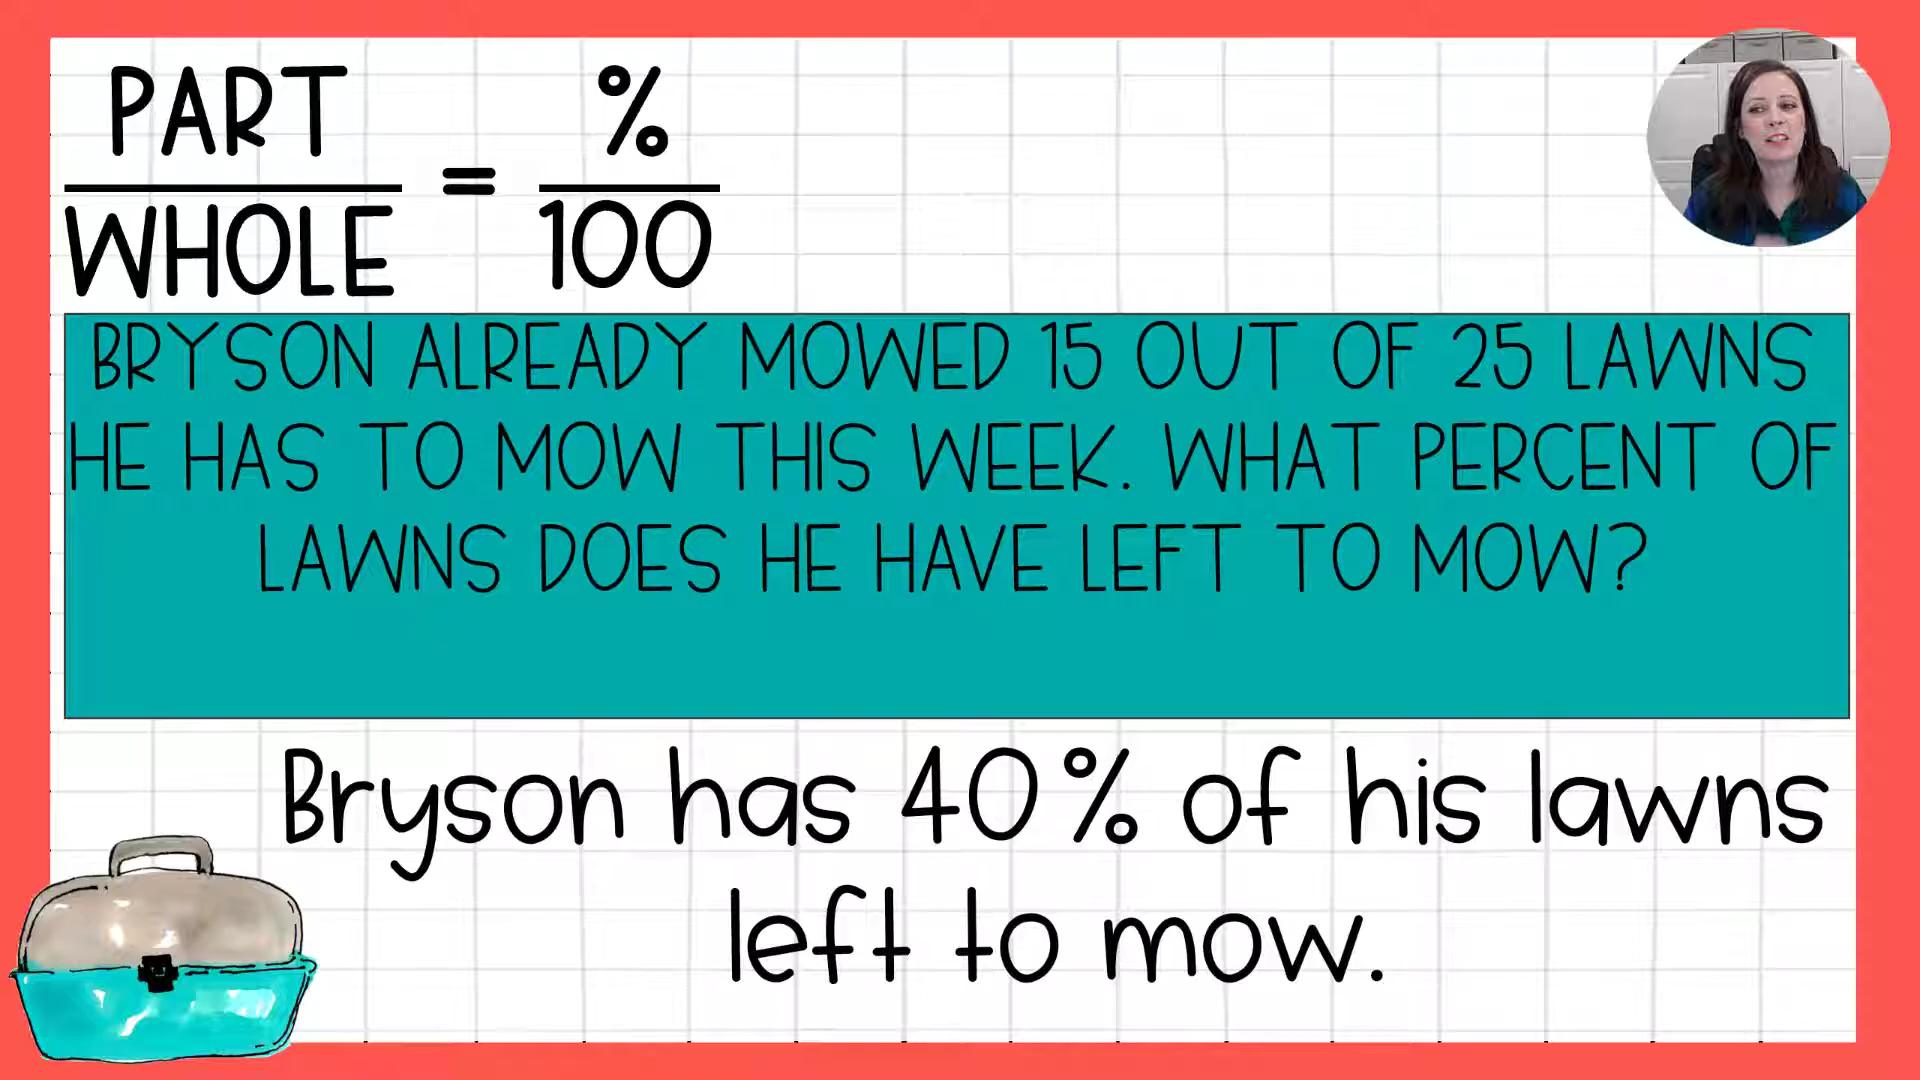 PART
WHOLE
=
%
100
BRYSON ALREADY MOWED 15 OUT OF 25 LAWNS
HE HAS TO MOW THIS WEEK. WHAT PERCENT OF
LAWNS DOES HE HAVE LEFT TO MOW?
Bryson has 40% of his lawns
left to mow.